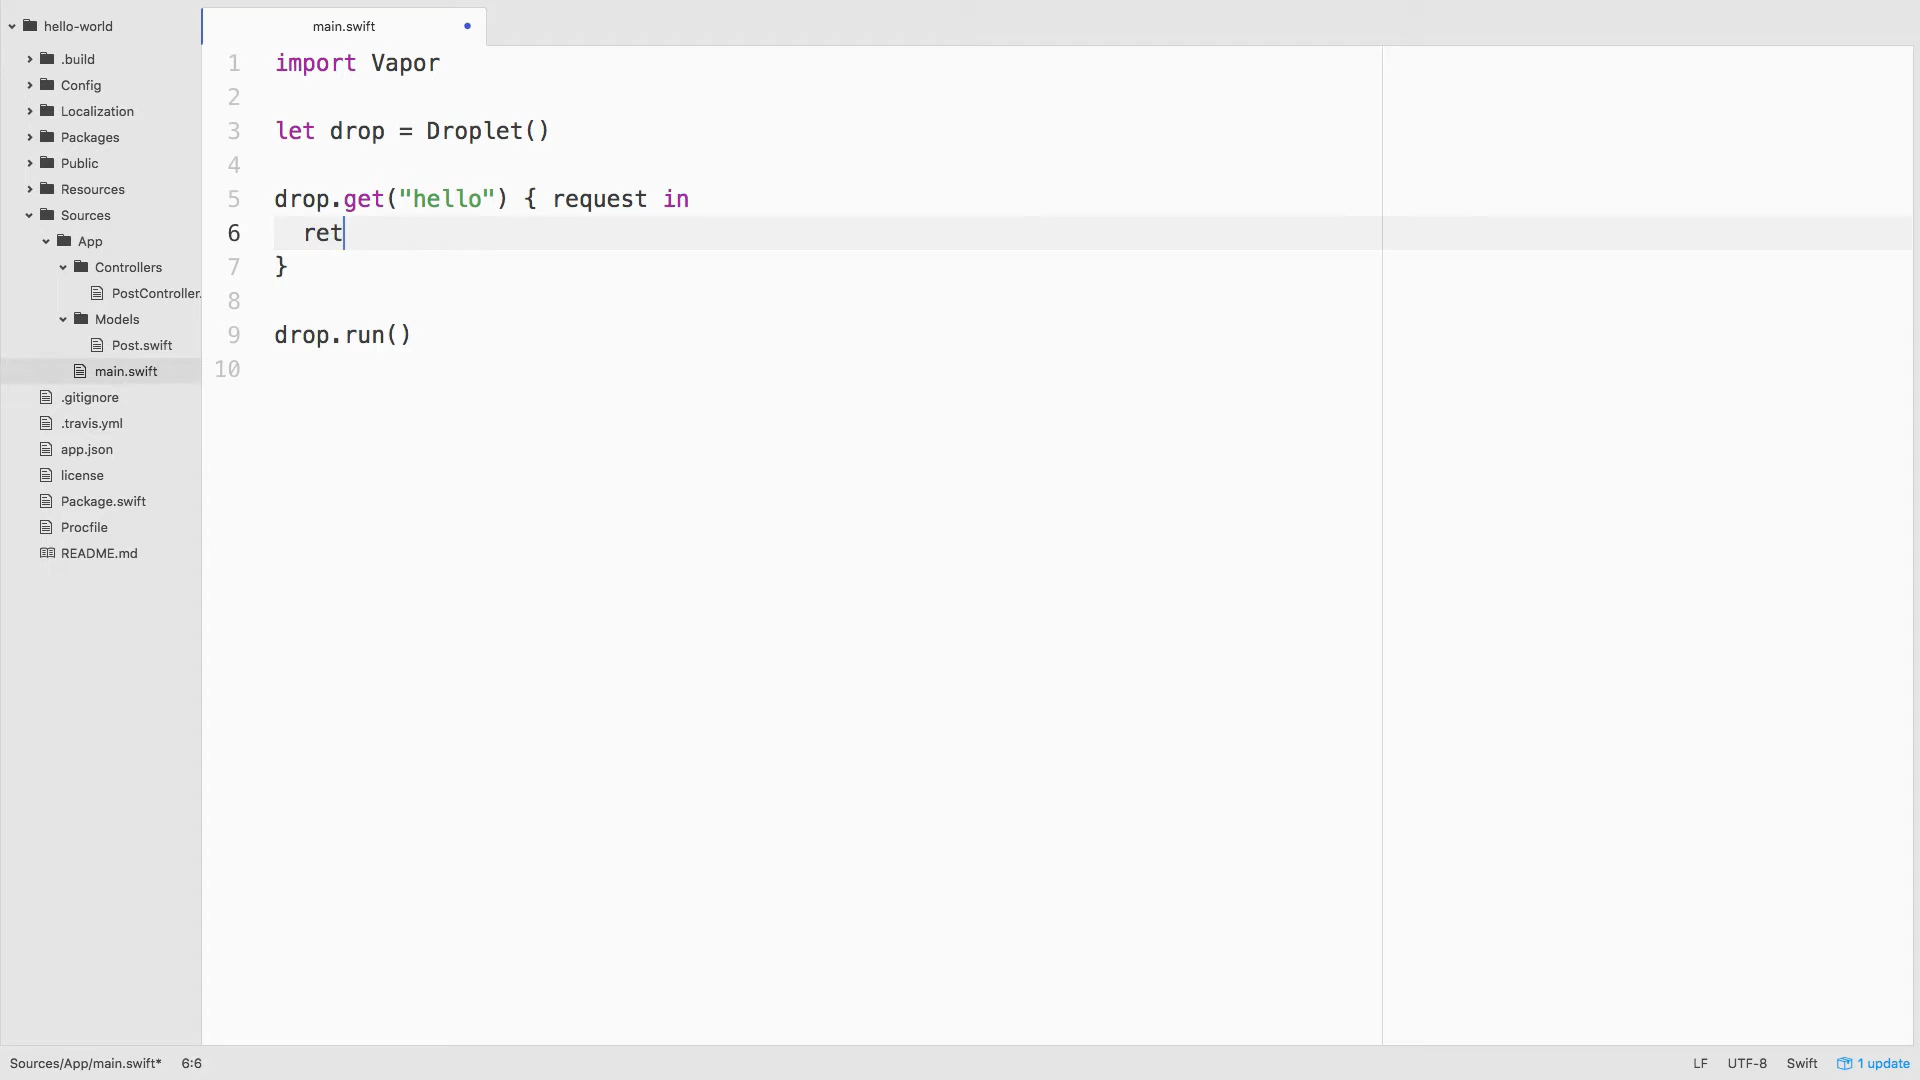 hello-world
.build
Config
Localization
Packages
Public
Resources
Sources
App
Controllers
PostController.
Models
Post.swift
main.swift
.gitignore
.travis.yml
app.json
license
Package.swift
Procfile
README.md
main.swift
1 import Vapor
2
3 let drop = Droplet()
4
5 drop.get("hello") { request in
6 ret
7 }
8
9 drop.run()
10
Sources/App/main.swift* 6:6
LF UTF-8 Swift 1 update